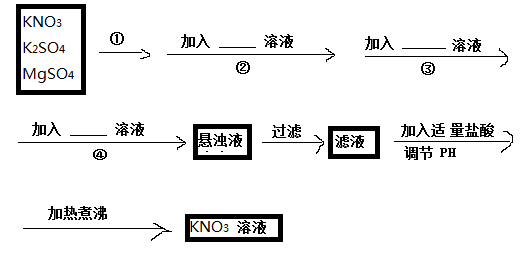 KNO₃
K₂SO₄
MgSO₄
①
加入 ____ 溶液
②
加入 ____ 溶液
③
加入 ____ 溶液
④
悬浊液
过滤
滤液
加入适 量盐酸
调节 PH
加热煮沸
KNO₃ 溶液